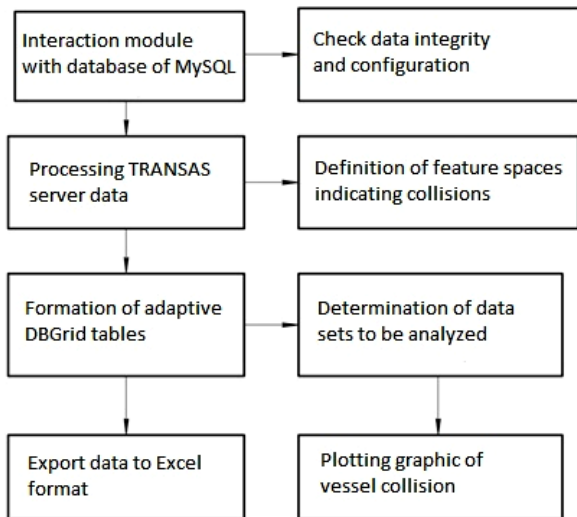 Interaction module
with database of MySQL
Check data integrity
and configuration
Processing TRANSAS
server data
Definition of feature spaces
indicating collisions
Formation of adaptive
DBGrid tables
Determination of data
sets to be analyzed
Export data to Excel
format
Plotting graphic of
vessel collision